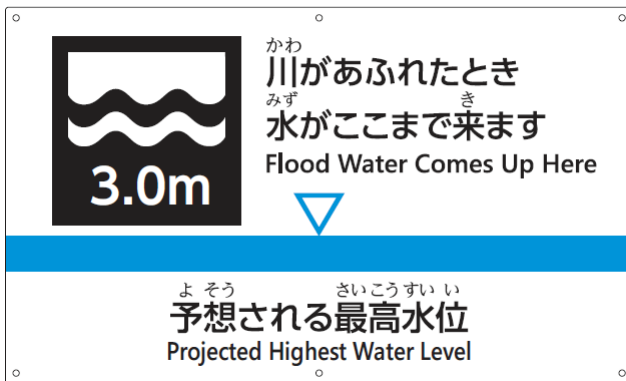 3.0m
かわ
川があふれたとき
みず き
水がここまで来ます
Flood Water Comes Up Here
よ そう さいこうすい い
予想される最高水位
Projected Highest Water Level